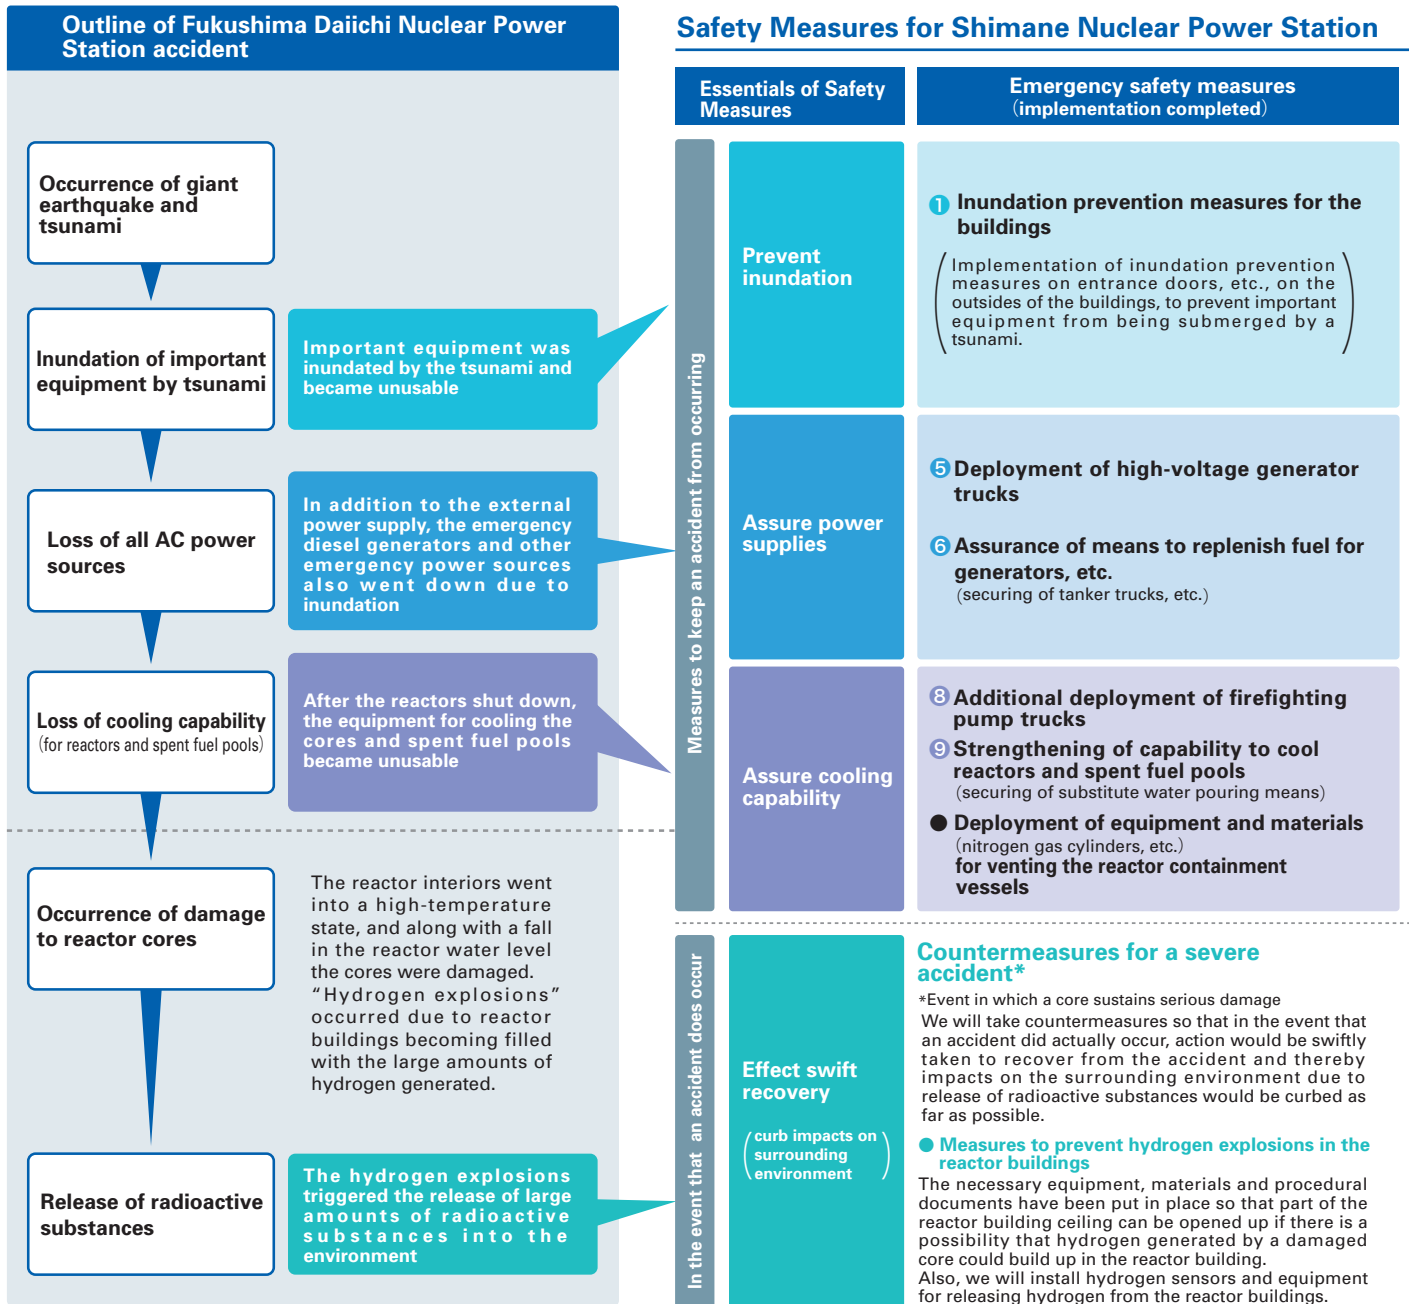 Outline of Fukushima Daiichi Nuclear Power
Station accident
Occurrence of giant
earthquake and
tsunami
Inundation of important
equipment by tsunami
Important equipment was
inundated by the tsunami and
became unusable
Loss of all AC power
sources
In addition to the external
power supply, the emergency
diesel generators and other
emergency power sources
also went down due to
inundation
Loss of cooling capability
(for reactors and spent fuel pools)
After the reactors shut down,
the equipment for cooling the
cores and spent fuel pools
became unusable
Occurrence of damage
to reactor cores
The reactor interiors went
into a high-temperature
state, and along with a fall
in the reactor water level
the cores were damaged.
“Hydrogen explosions”
occurred due to reactor
buildings becoming filled
with the large amounts of
hydrogen generated.
Release of radioactive
substances
The hydrogen explosions
triggered the release of large
amounts of radioactive
substances into the
environment
Safety Measures for Shimane Nuclear Power Station
Essentials of Safety
Measures
Emergency safety measures
(implementation completed)
Measures to keep an accident from occurring
Prevent
inundation
❶ Inundation prevention measures for the
buildings
(Implementation of inundation prevention
measures on entrance doors, etc., on the
outsides of the buildings, to prevent important
equipment from being submerged by a
tsunami.)
Assure power
supplies
❺ Deployment of high-voltage generator
trucks
❻ Assurance of means to replenish fuel for
generators, etc.
(securing of tanker trucks, etc.)
Assure cooling
capability
❽ Additional deployment of firefighting
pump trucks
❾ Strengthening of capability to cool
reactors and spent fuel pools
(securing of substitute water pouring means)
● Deployment of equipment and materials
(nitrogen gas cylinders, etc.)
for venting the reactor containment
vessels
In the event that an accident does occur
Effect swift
recovery
(curb impacts on
surrounding
environment)
Countermeasures for a severe
accident*
*Event in which a core sustains serious damage
We will take countermeasures so that in the event that
an accident did actually occur, action would be swiftly
taken to recover from the accident and thereby
impacts on the surrounding environment due to
release of radioactive substances would be curbed as
far as possible.
● Measures to prevent hydrogen explosions in the
reactor buildings
The necessary equipment, materials and procedural
documents have been put in place so that part of the
reactor building ceiling can be opened up if there is a
possibility that hydrogen generated by a damaged
core could build up in the reactor building.
Also, we will install hydrogen sensors and equipment
for releasing hydrogen from the reactor buildings.